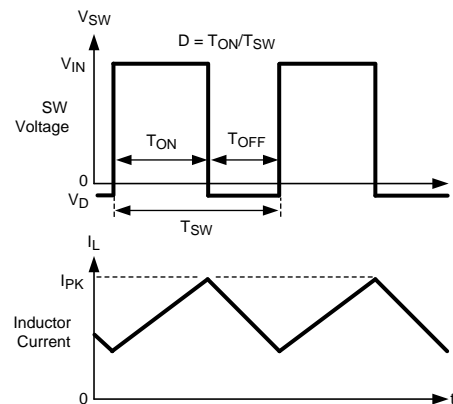 VSW
D = TON/TSW
VIN
SW
Voltage
TON
TOFF
0
VD
TSW
IL
IPK
Inductor
Current
0
t